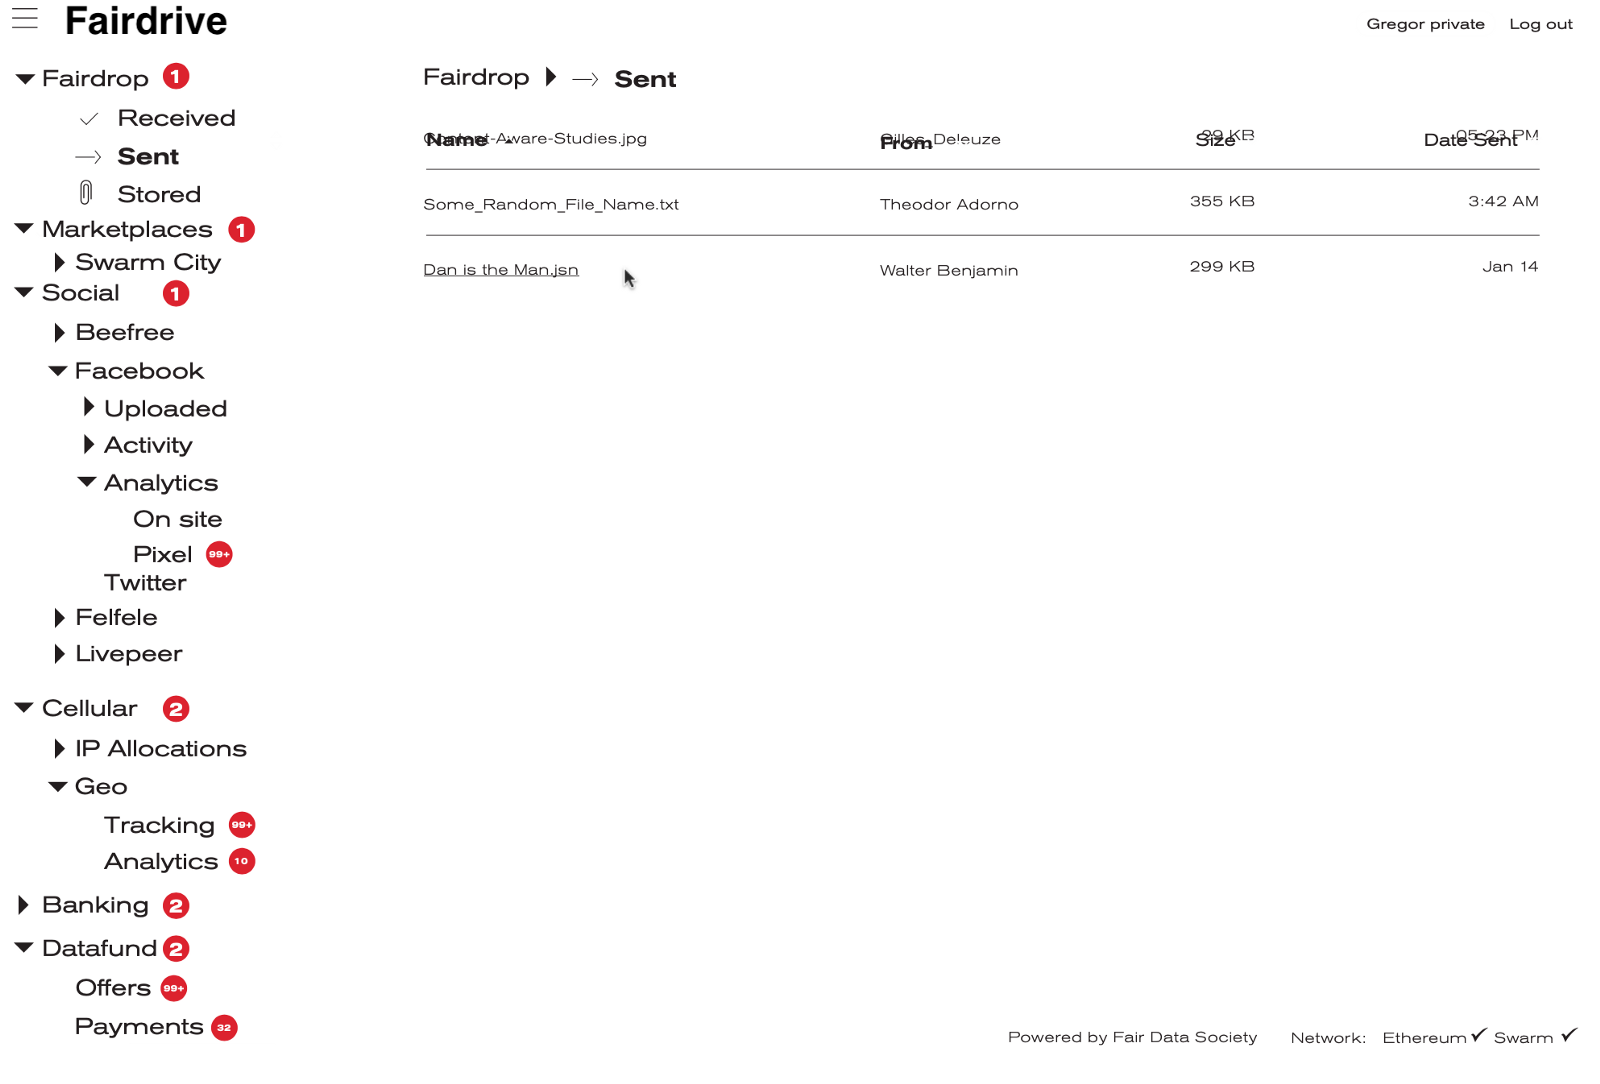 Fairdrive
Gregor private Log out
Fairdrop 1
Received
Sent
Stored
Marketplaces 1
Swarm City
Social 1
Beefree
Facebook
Uploaded
Activity
Analytics
On site
Pixel 99+
Twitter
Felfele
Livepeer
Cellular 2
IP Allocations
Geo
Tracking 99+
Analytics 10
Banking 2
Datafund 2
Offers 99+
Payments 32
Fairdrop Sent
Name From Size Date Sent
Content-Aware-Studies.jpg Gilles Deleuze 29 KB 05:23 PM
Some_Random_File_Name.txt Theodor Adorno 355 KB 3:42 AM
Dan is the Man.jsn Walter Benjamin 299 KB Jan 14
Powered by Fair Data Society Network: Ethereum Swarm